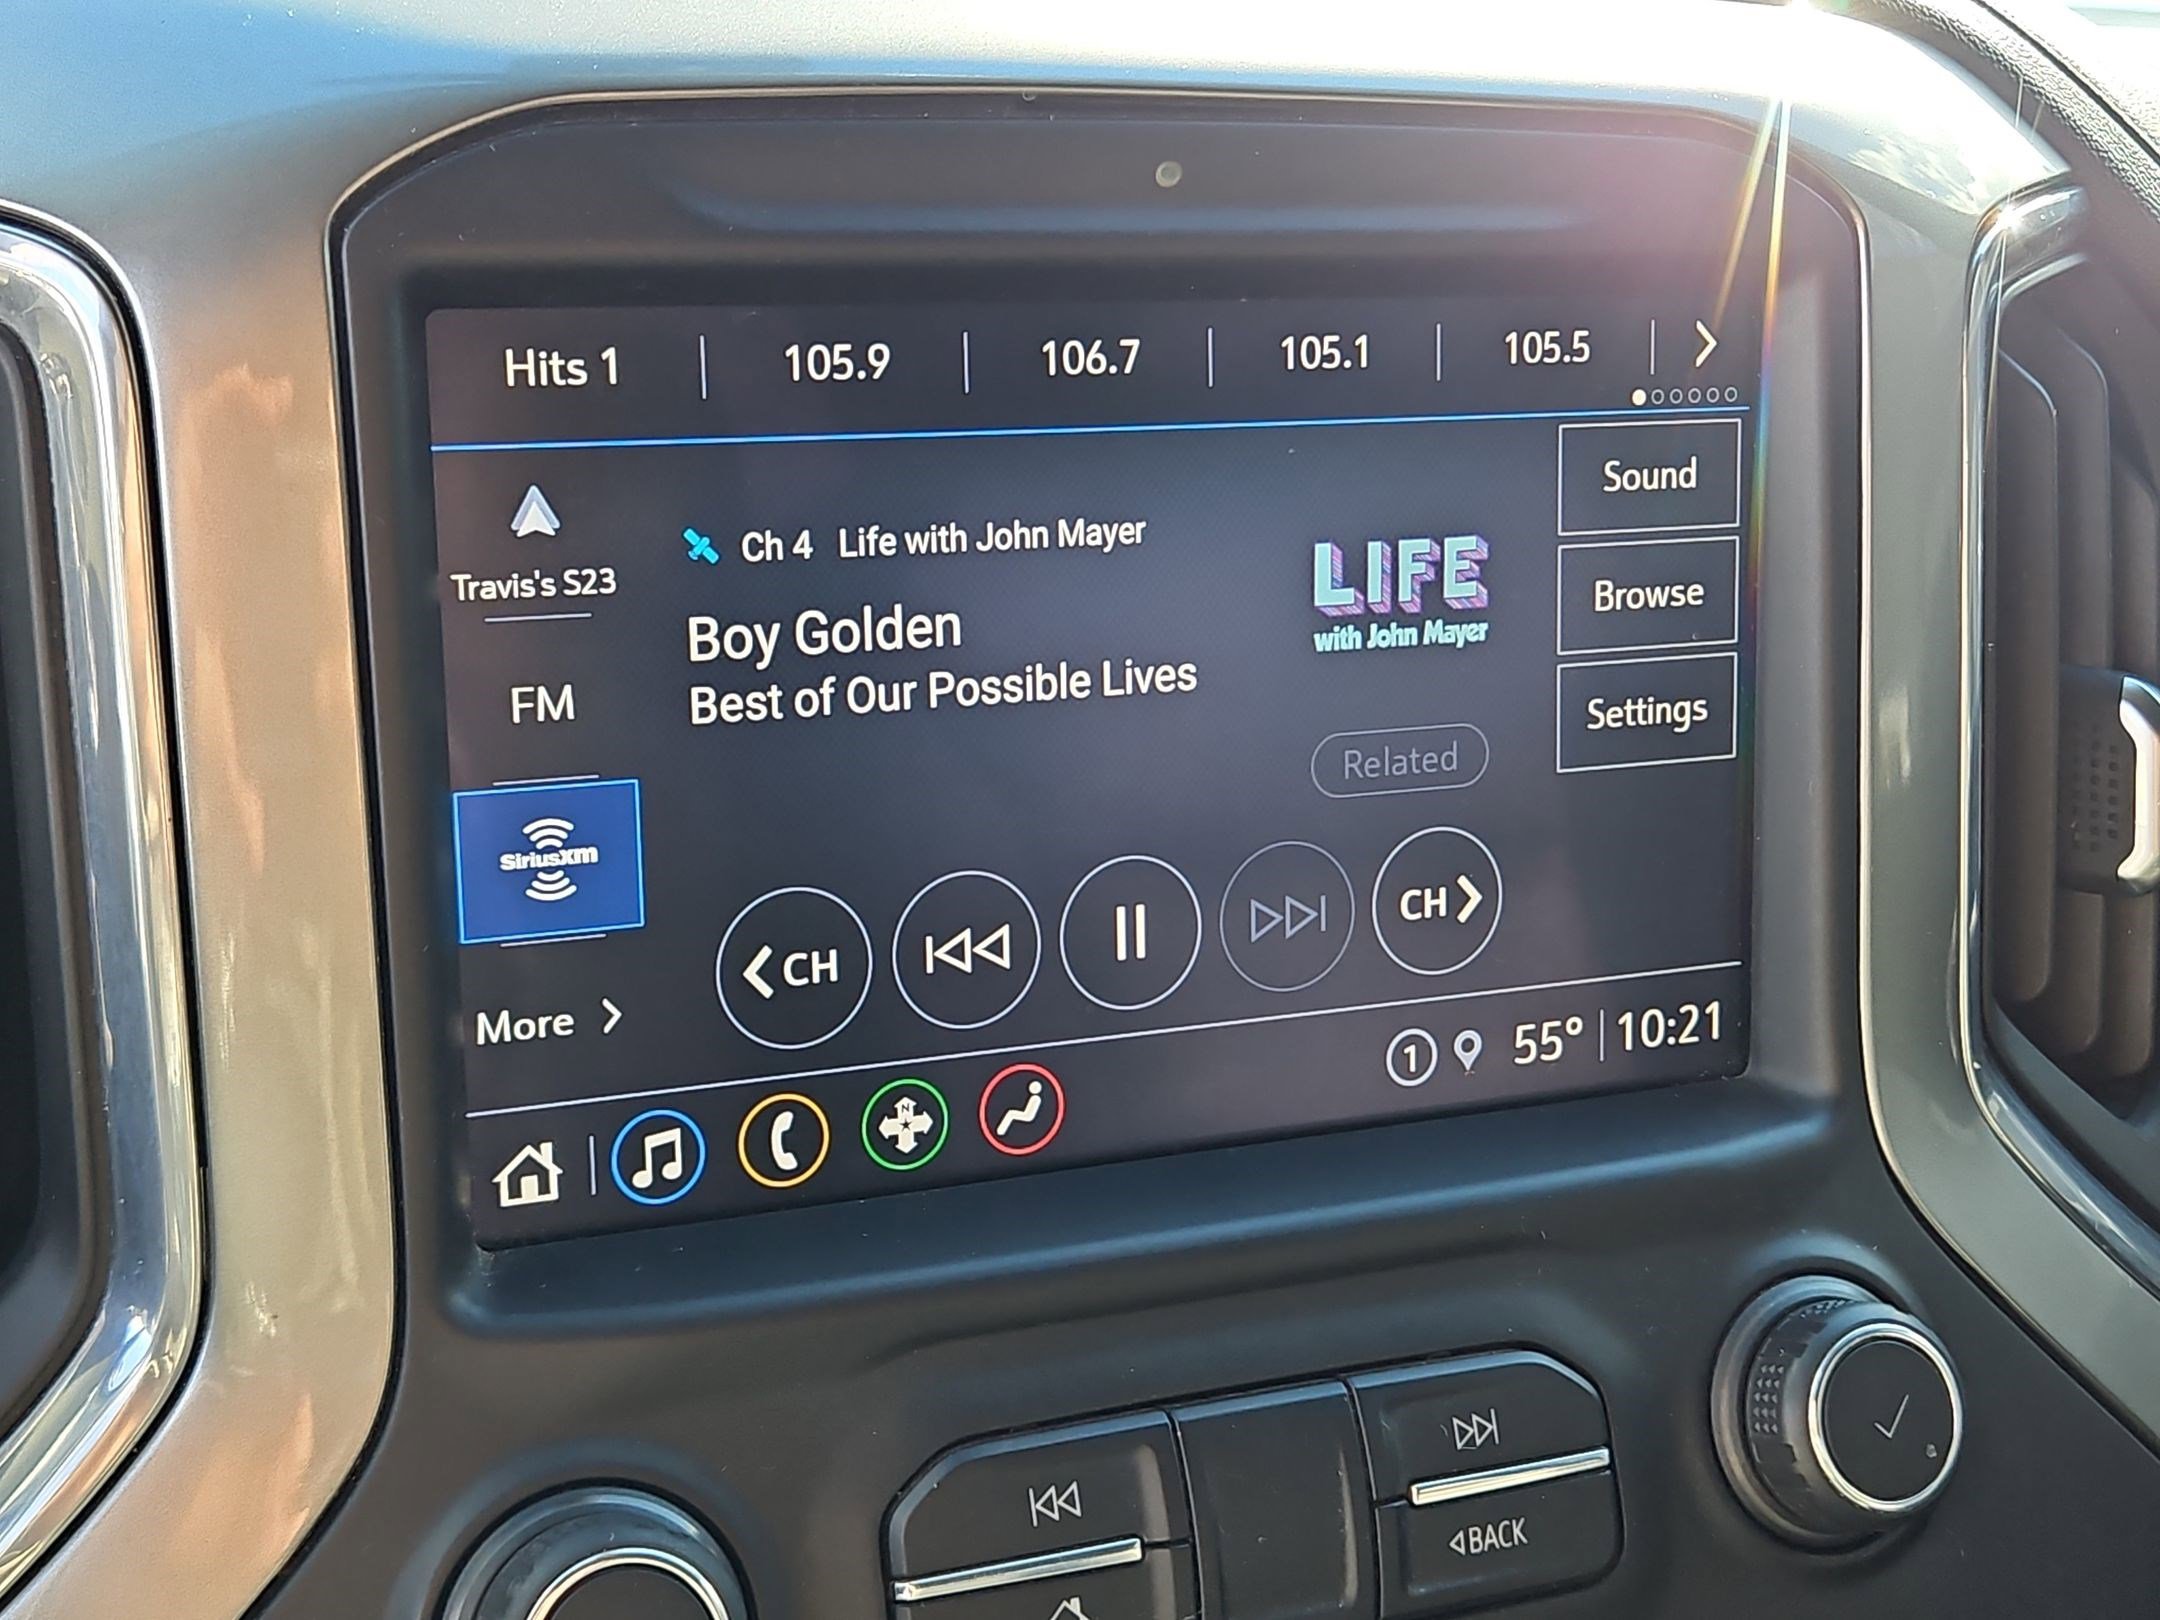 Hits 1 105.9 106.7 105.1 105.5
Travis's S23
FM
SiriusXM
More
Ch 4 Life with John Mayer
Boy Golden
Best of Our Possible Lives
LIFE
with John Mayer
Related
Sound
Browse
Settings
CH CH
N
1 55° 10:21
BACK